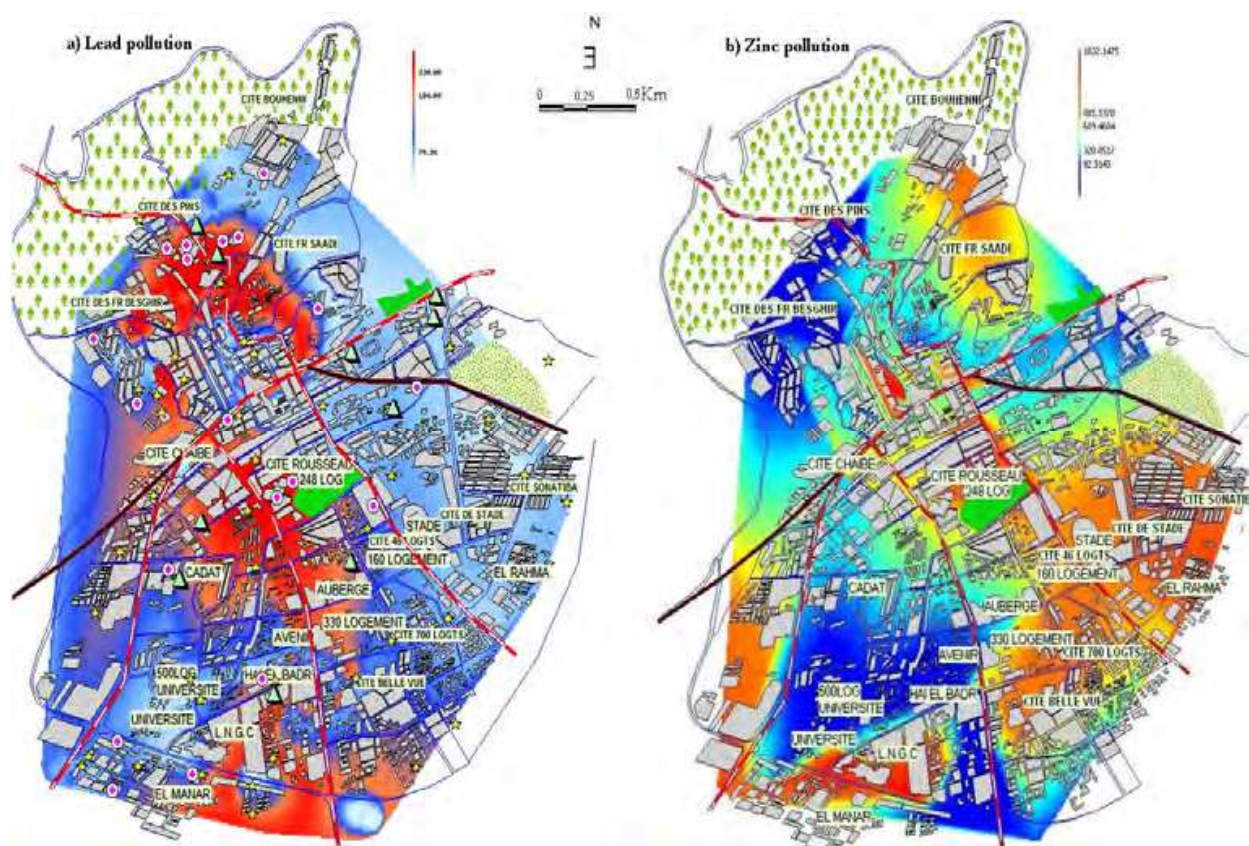 a) Lead pollution
N
b) Zinc pollution
0
0.25
0.5Km
CITE BOUHENNI
CITE DES PINS
CITE FR SAADE
CITE DES FR BESGHIR
CITE CHAIBE
CITE ROUSSEAU
248 LOG
CITE SONATIBA
CITE DE STADE
STADE
CITE 46 LOGTS
160 LOGEMENT
EL RAHMA
CADAT
AUBERGE
330 LOGEMENT
CITE 700 LOGTS
AVENIR
500LOG
HAI EL BADR
UNIVERSITE
CITE BELLE VUE
UNIVERSITE
L.N.G.C
EL MANAR
CITE BOUHENNI
CITE DES PINS
CITE FR SAADE
CITE DES FR BESGHIR
CITE CHAIBE
CITE ROUSSEAU
248 LOG
CITE SONATIB
CITE DE STADE
STADE
CITE 46 LOGTS
160 LOGEMENT
EL RAHMA
CADAT
AUBERGE
330 LOGEMENT
CITE 700 LOGTS
AVENIR
500LOG
HAI EL BADR
UNIVERSITE
CITE BELLE VUE
UNIVERSITE
L.N.G.C
EL MANAR